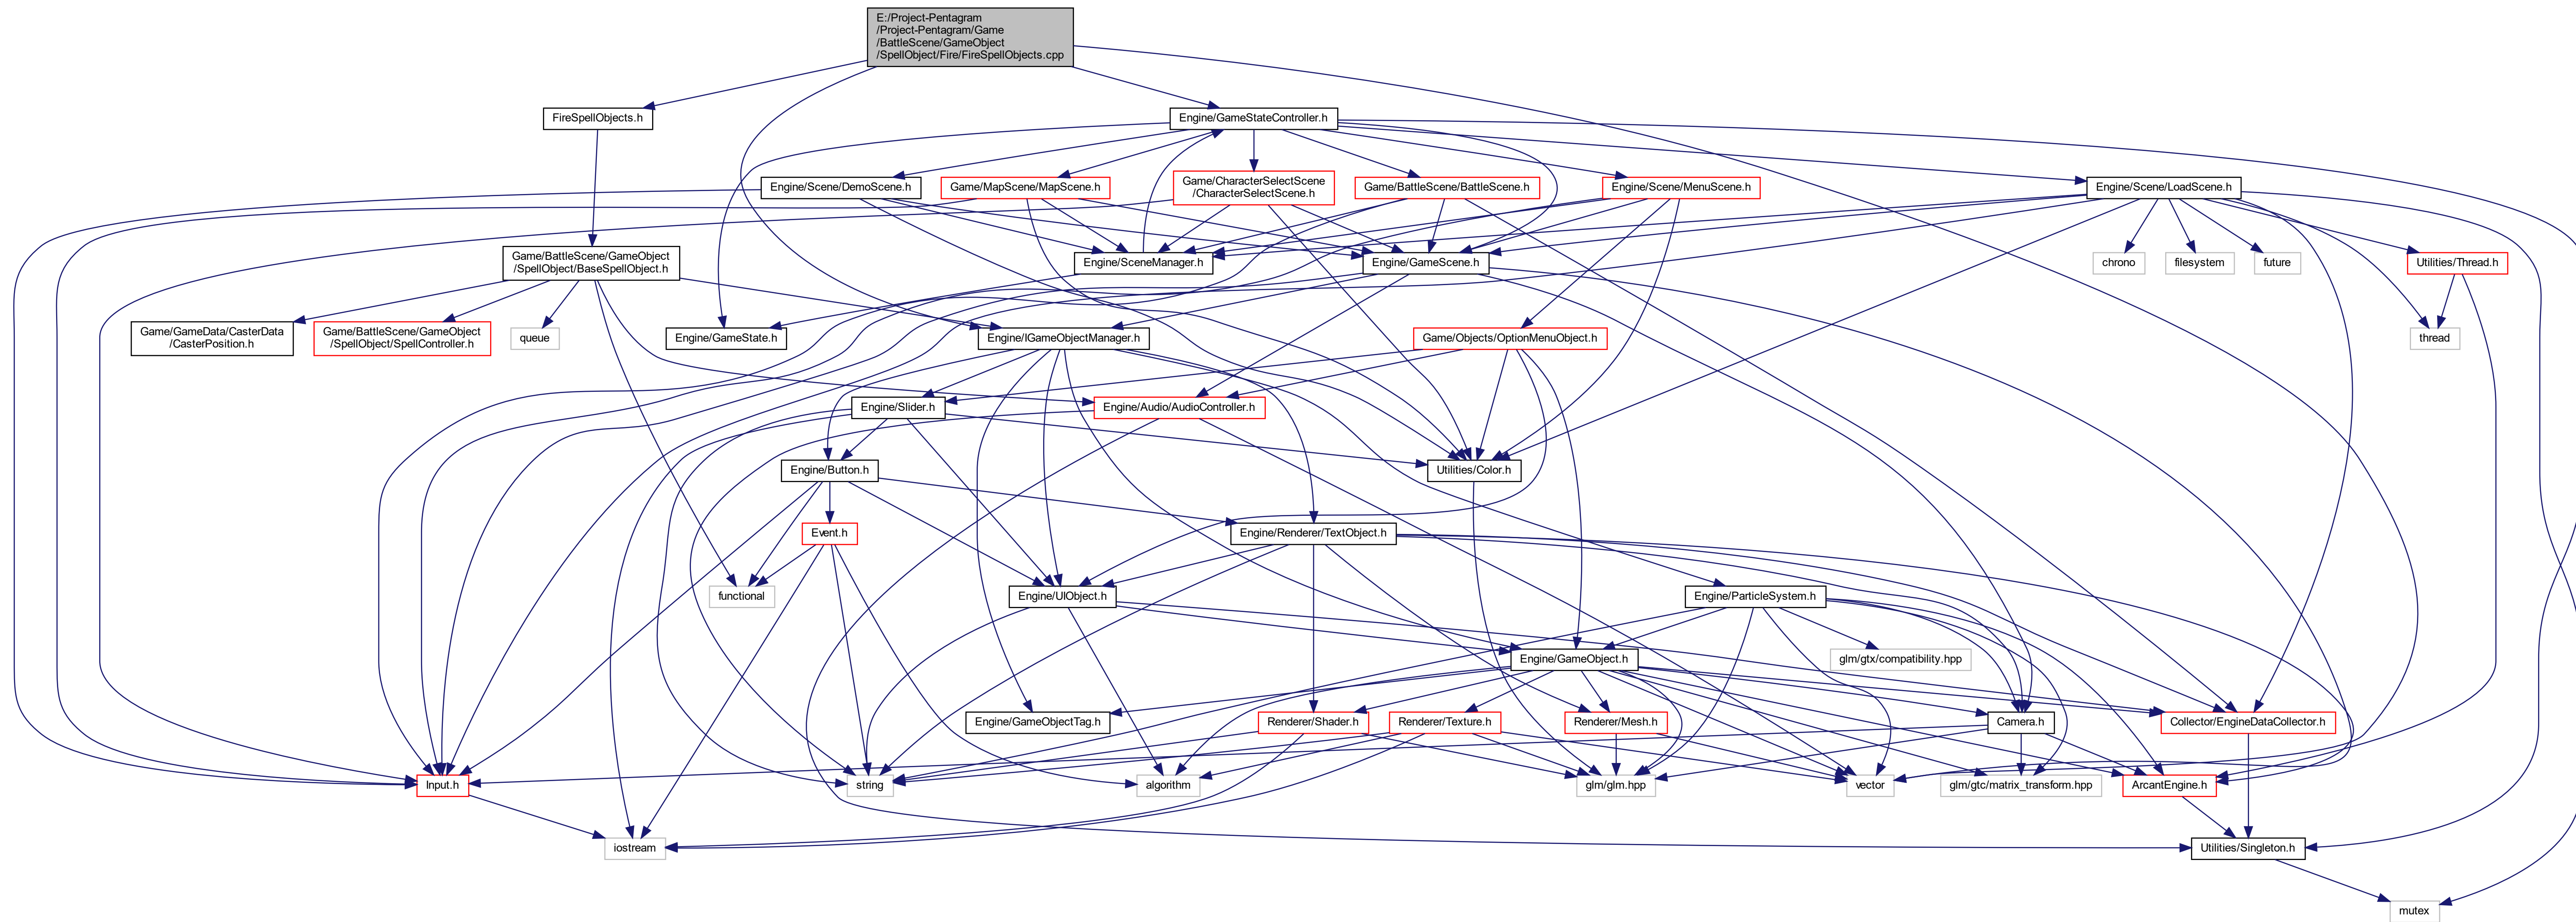 E:/Project-Pentagram
/Project-Pentagram/Game
/BattleScene/GameObject
/SpellObject/Fire/FireSpellObjects.cpp
FireSpellObjects.h
Engine/GameStateController.h
Engine/Scene/DemoScene.h
Game/MapScene/MapScene.h
Game/CharacterSelectScene
/CharacterSelectScene.h
Game/BattleScene/BattleScene.h
Engine/Scene/MenuScene.h
Engine/Scene/LoadScene.h
Game/BattleScene/GameObject
/SpellObject/BaseSpellObject.h
Engine/SceneManager.h
Engine/GameScene.h
chrono
filesystem
future
Utilities/Thread.h
Game/GameData/CasterData
/CasterPosition.h
Game/BattleScene/GameObject
/SpellObject/SpellController.h
queue
Engine/GameState.h
Engine/IGameObjectManager.h
Game/Objects/OptionMenuObject.h
thread
Engine/Slider.h
Engine/Audio/AudioController.h
Engine/Button.h
Utilities/Color.h
Event.h
Engine/Renderer/TextObject.h
functional
Engine/UIObject.h
Engine/ParticleSystem.h
Engine/GameObject.h
glm/gtx/compatibility.hpp
Engine/GameObjectTag.h
Renderer/Shader.h
Renderer/Texture.h
Renderer/Mesh.h
Camera.h
Collector/EngineDataCollector.h
Input.h
string
algorithm
glm/glm.hpp
vector
glm/gtc/matrix_transform.hpp
ArcantEngine.h
iostream
Utilities/Singleton.h
mutex